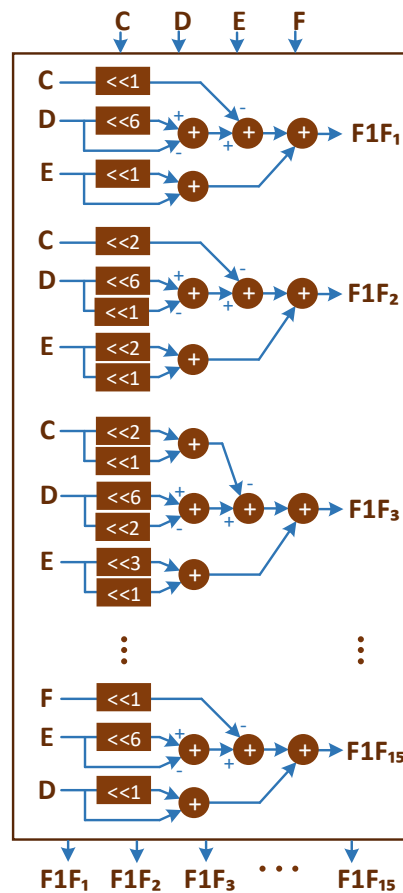 C D E F
C <<1 -
D <<6 + + + + F1F₁
- +
E <<1 +
C <<2 -
D <<6 + + + + F1F₂
<<1 - +
E <<2 +
<<1
C <<2 +
<<1 -
D <<6 + + + + F1F₃
<<2 - +
E <<3 +
<<1
F <<1 -
E <<6 + + + + F1F₁₅
- +
D <<1 +
F1F₁ F1F₂ F1F₃ F1F₁₅